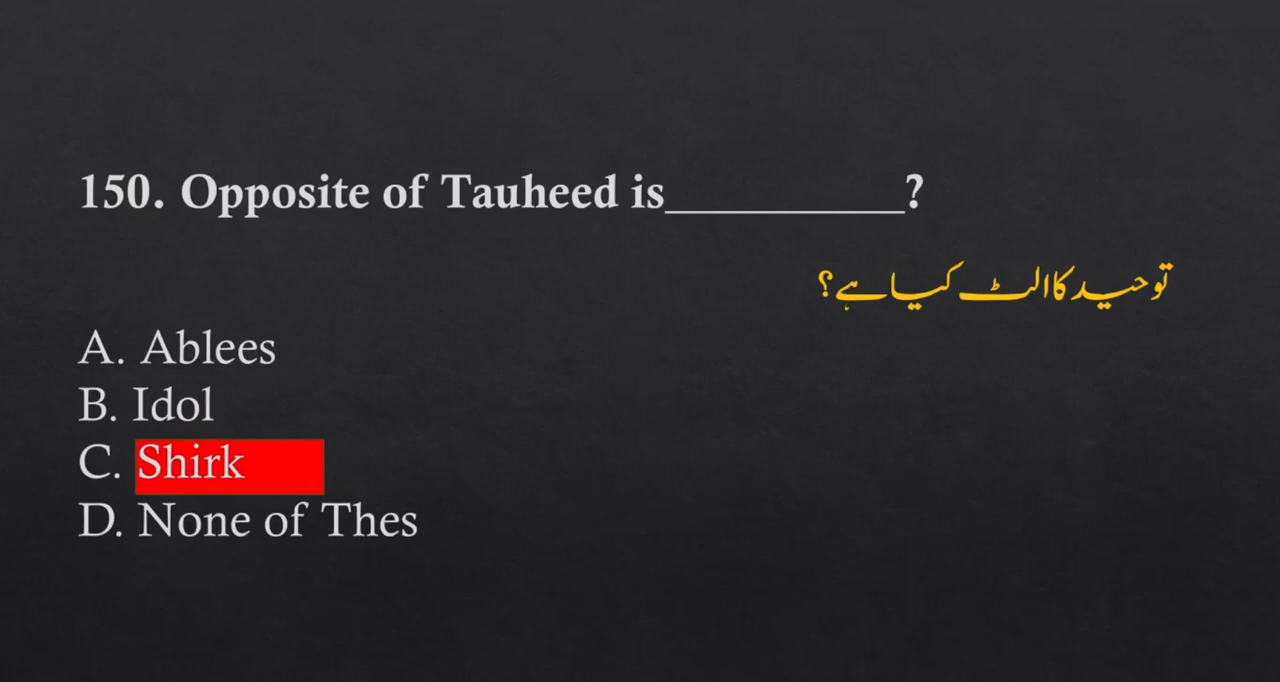 150. Opposite of Tauheed is__________?
توحید کا الٹ کیا ہے؟
A. Ablees
B. Idol
C. Shirk
D. None of Thes